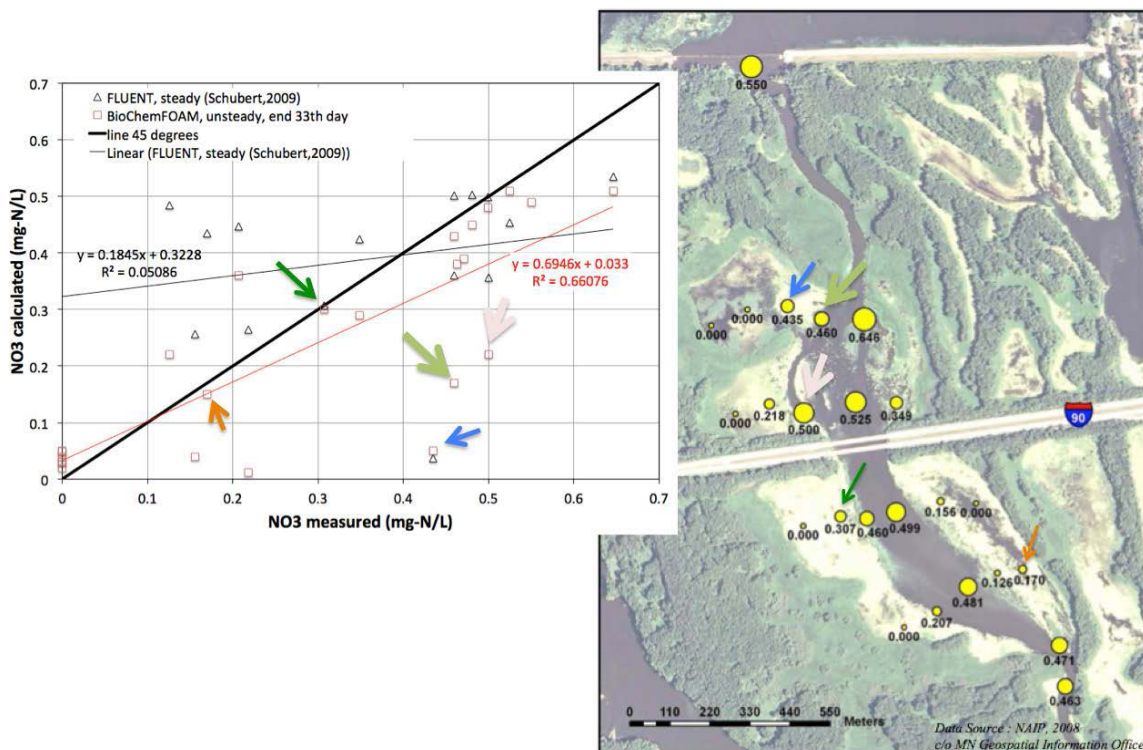 0.7
0.6
0.5
0.4
0.3
0.2
0.1
0
NO3 calculated (mg-N/L)
FLUENT, steady (Schubert,2009)
BioChemFOAM, unsteady, end 33th day
line 45 degrees
Linear (FLUENT, steady (Schubert,2009))
y = 0.1845x + 0.3228
R² = 0.05086
y = 0.6946x + 0.033
R² = 0.66076
0 0.1 0.2 0.3 0.4 0.5 0.6 0.7
NO3 measured (mg-N/L)
0.550
0.000
0.000
0.435
0.460
0.646
0.000
0.218
0.500
0.525
0.349
90
0.000
0.307
0.460
0.499
0.156
0.000
0.126
0.170
0.481
0.207
0.000
0.471
0.463
0 110 220 330 440 550
Meters
Data Source : NAIP, 2008
c/o MN Geospatial Information Office